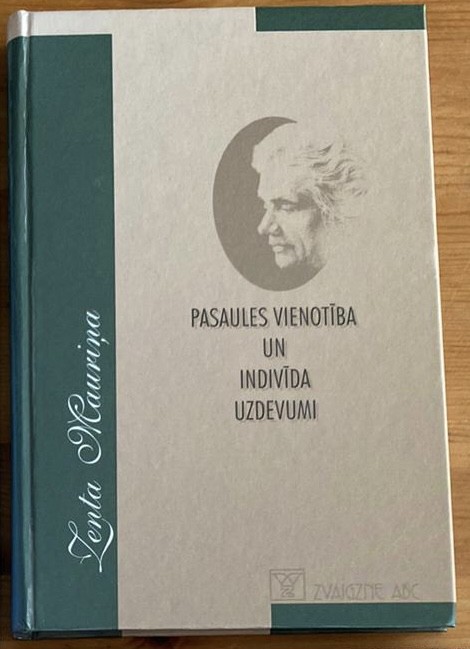 Zenta Mauriņa
PASAULES VIENOTĪBA
UN
INDIVĪDA
UZDEVUMI
ZVAIGZNE ABC